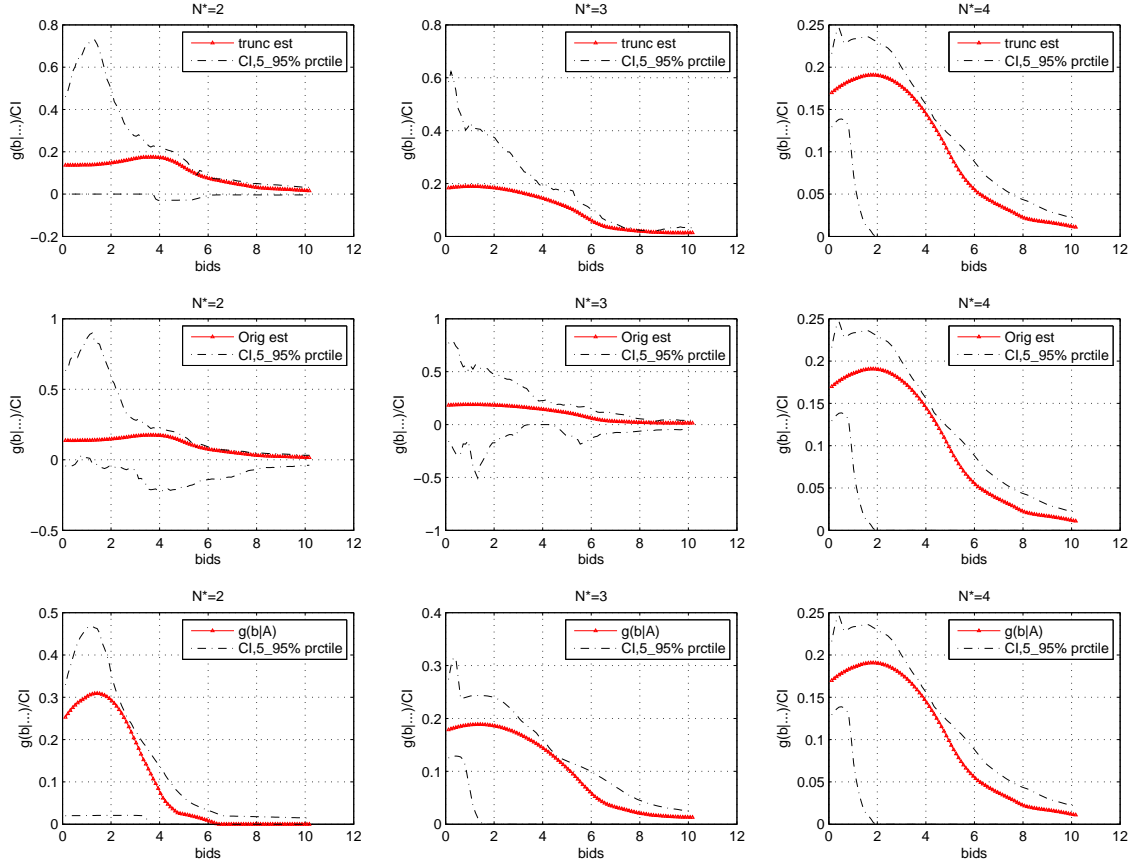 N*=2
trunc est
CI,5_95% prctile
g(b|...)/CI
0.8
0.6
0.4
0.2
0
−0.2
0 2 4 6 8 10 12
bids
N*=3
trunc est
CI,5_95% prctile
g(b|...)/CI
0.8
0.6
0.4
0.2
0
0 2 4 6 8 10 12
bids
N*=4
trunc est
CI,5_95% prctile
g(b|...)/CI
0.25
0.2
0.15
0.1
0.05
0
0 2 4 6 8 10 12
bids
N*=2
Orig est
CI,5_95% prctile
g(b|...)/CI
1
0.5
0
−0.5
0 2 4 6 8 10 12
bids
N*=3
Orig est
CI,5_95% prctile
g(b|...)/CI
1
0.5
0
−0.5
−1
0 2 4 6 8 10 12
bids
N*=4
Orig est
CI,5_95% prctile
g(b|...)/CI
0.25
0.2
0.15
0.1
0.05
0
0 2 4 6 8 10 12
bids
N*=2
g(b|A)
CI,5_95% prctile
g(b|...)/CI
0.5
0.4
0.3
0.2
0.1
0
0 2 4 6 8 10 12
bids
N*=3
g(b|A)
CI,5_95% prctile
g(b|...)/CI
0.4
0.3
0.2
0.1
0
0 2 4 6 8 10 12
bids
N*=4
g(b|A)
CI,5_95% prctile
g(b|...)/CI
0.25
0.2
0.15
0.1
0.05
0
0 2 4 6 8 10 12
bids